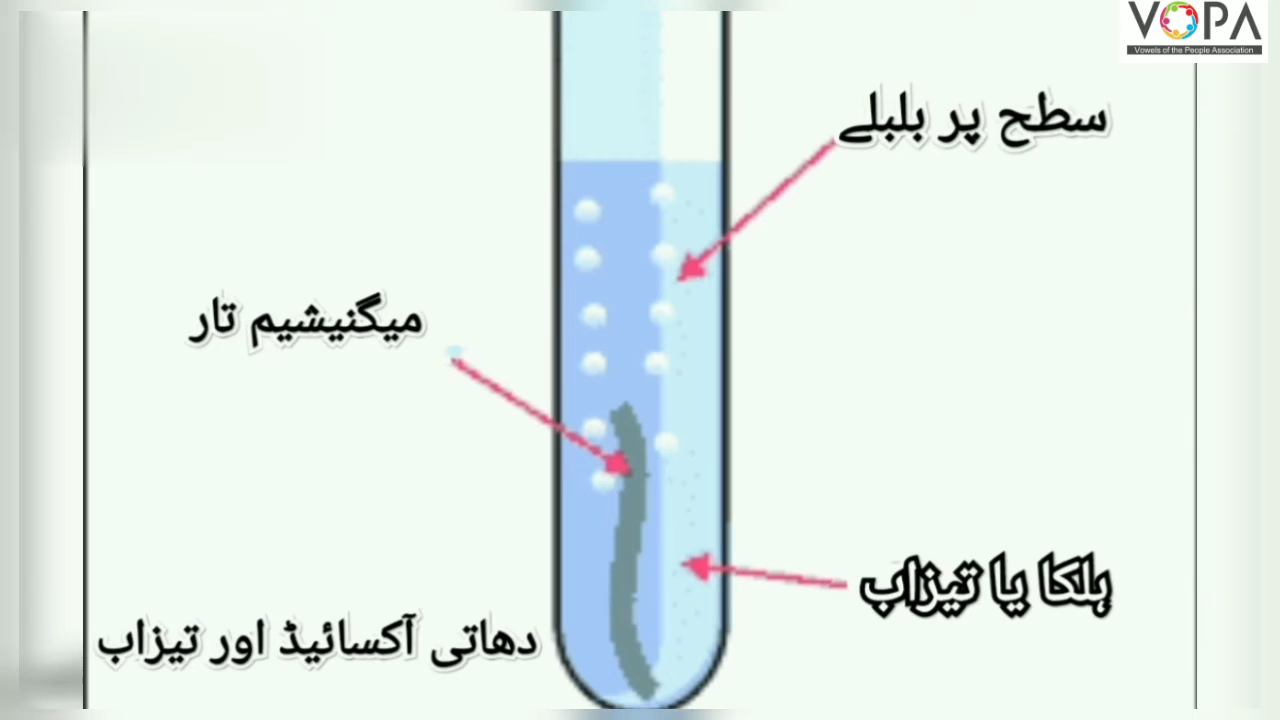 VOPA
Vowels of the People Association
سطح پر بلبلے
میگنیشیم تار
ہلکا یا تیزاب
دھاتی آکسائیڈ اور تیزاب